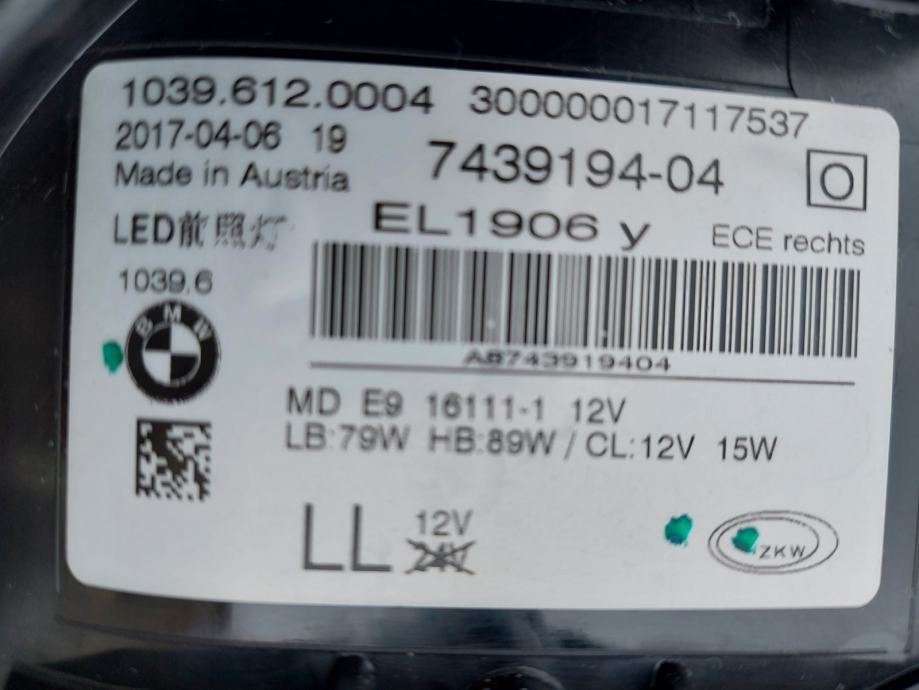 1039.612.0004 300000017117537
2017-04-06 19
7439194-04
Made in Austria
O
LED前照灯
EL1906 y
ECE rechts
1039.6
BMW
A8743919404
MD E9 16111-1 12V
LB:79W HB:89W / CL:12V 15W
LL
12V
24V
ZKW